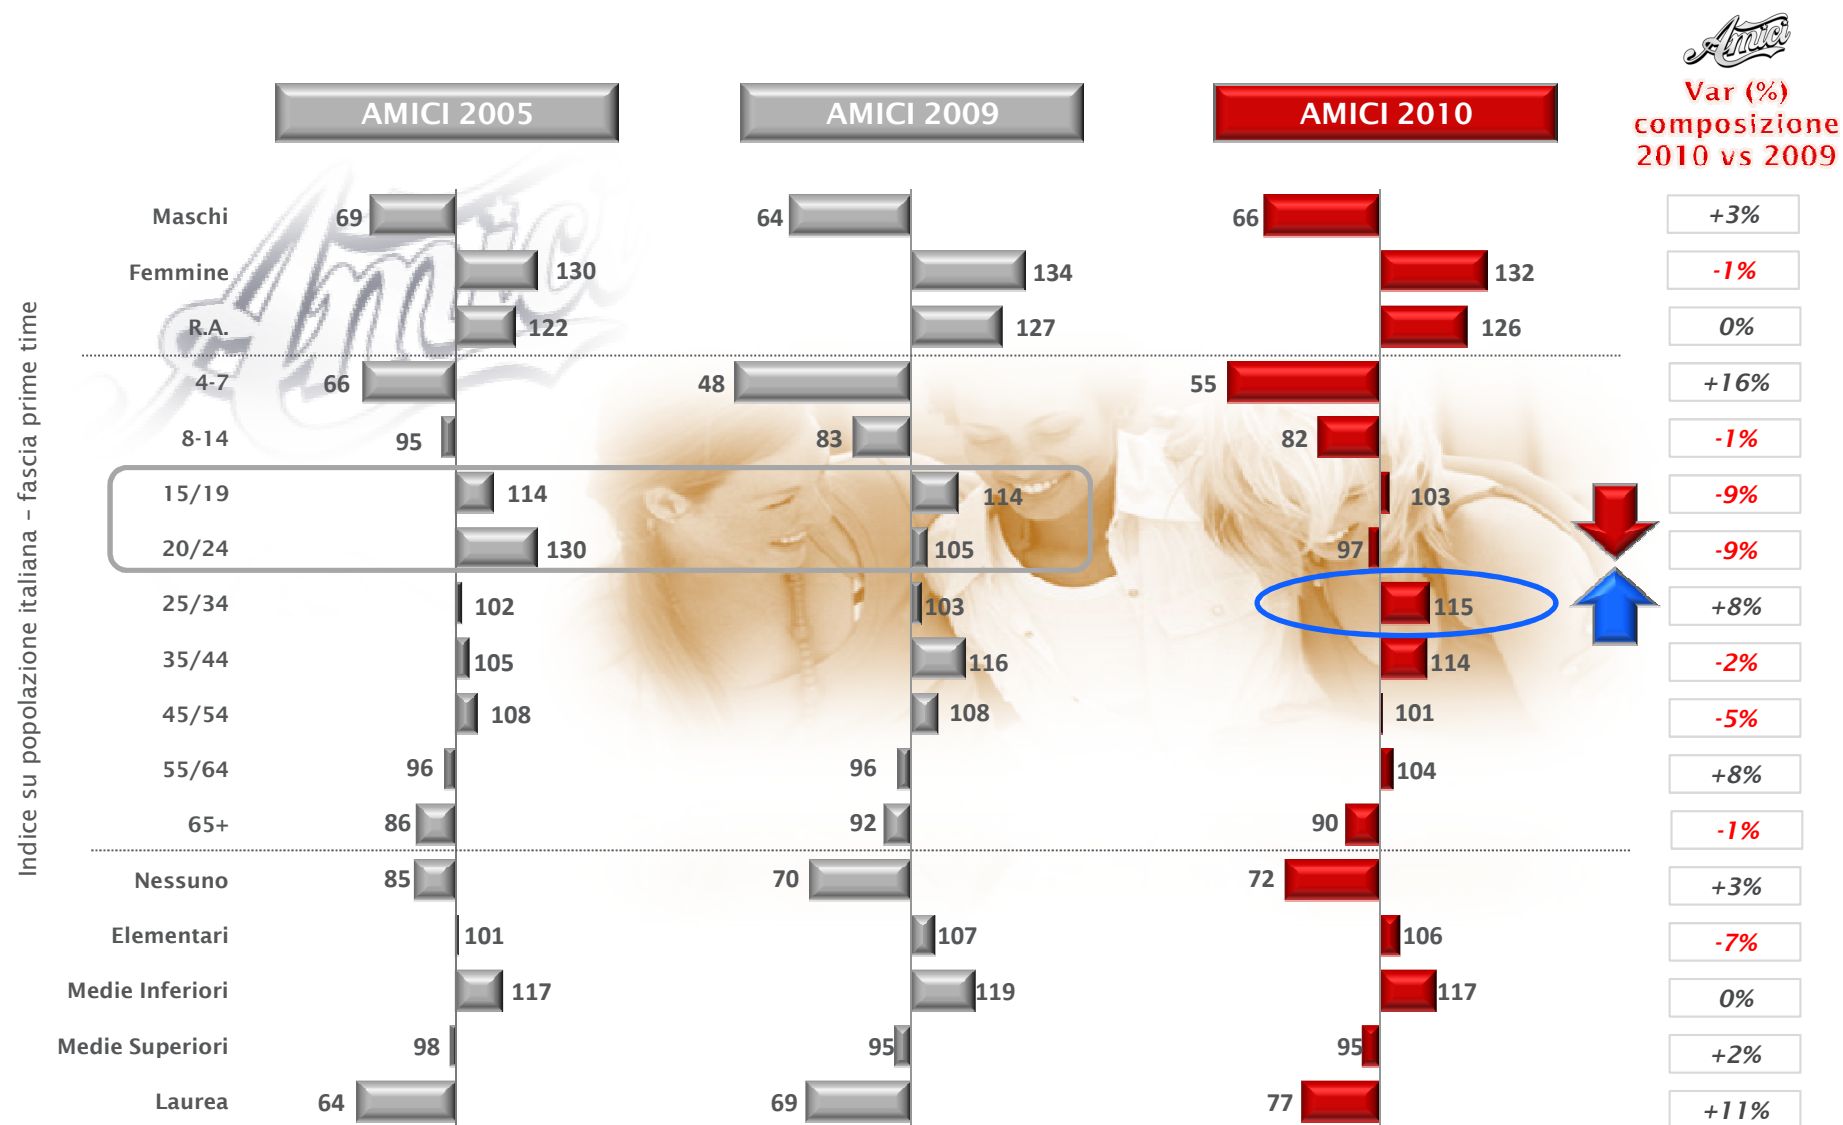 Amici
Var (%)
composizione
2010 vs 2009
AMICI 2005 AMICI 2009 AMICI 2010
Amici
Indice su popolazione italiana – fascia prime time
Maschi 69 64 66 +3%
Femmine 130 134 132 -1%
R.A. 122 127 126 0%
4-7 66 48 55 +16%
8-14 95 83 82 -1%
15/19 114 114 103 -9%
20/24 130 105 97 -9%
25/34 102 103 115 +8%
35/44 105 116 114 -2%
45/54 108 108 101 -5%
55/64 96 96 104 +8%
65+ 86 92 90 -1%
Nessuno 85 70 72 +3%
Elementari 101 107 106 -7%
Medie Inferiori 117 119 117 0%
Medie Superiori 98 95 95 +2%
Laurea 64 69 77 +11%